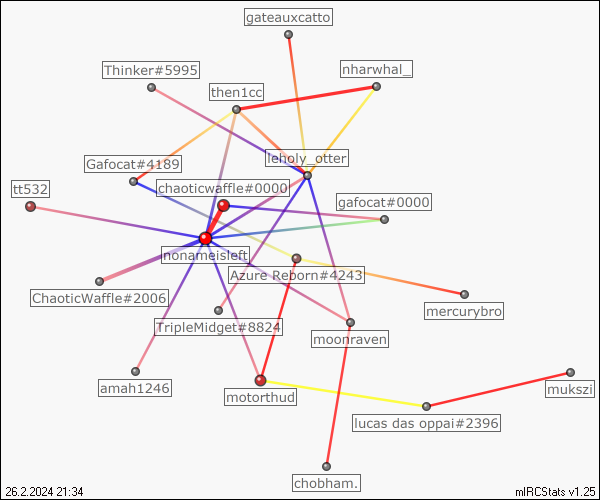 gateauxcatto
Thinker#5995
nharwhal_
then1cc
leholy_otter
Gafocat#4189
chaoticwaffle#0000
tt532
gafocat#0000
nonameisleft
Azure Reborn#4243
ChaoticWaffle#2006
mercurybro
TripleMidget#8824
moonraven
amah1246
motorthud
mukszi
lucas das oppai#2396
chobham.
26.2.2024 21:34
mIRCStats v1.25